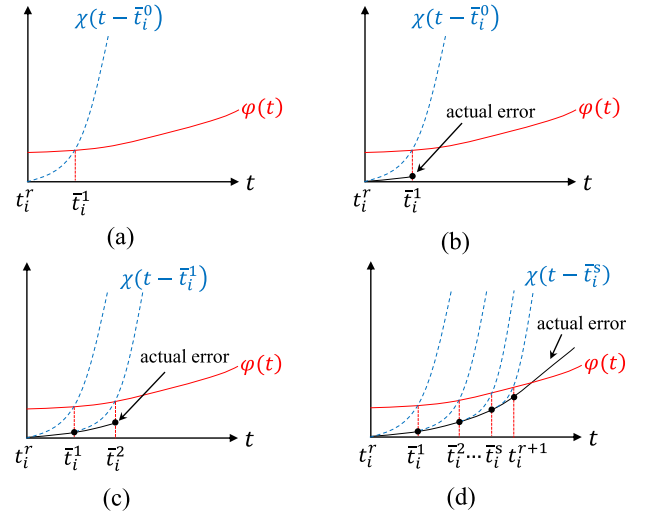 χ(t − t̄ᵢ⁰)
φ(t)
tᵢʳ
t̄ᵢ¹
t
(a)
χ(t − t̄ᵢ⁰)
actual error
φ(t)
tᵢʳ
t̄ᵢ¹
t
(b)
χ(t − t̄ᵢ¹)
actual error
φ(t)
tᵢʳ
t̄ᵢ¹
t̄ᵢ²
t
(c)
χ(t − t̄ᵢˢ)
actual error
φ(t)
tᵢʳ
t̄ᵢ¹
t̄ᵢ² ⋯ t̄ᵢˢ
tᵢʳ⁺¹
t
(d)